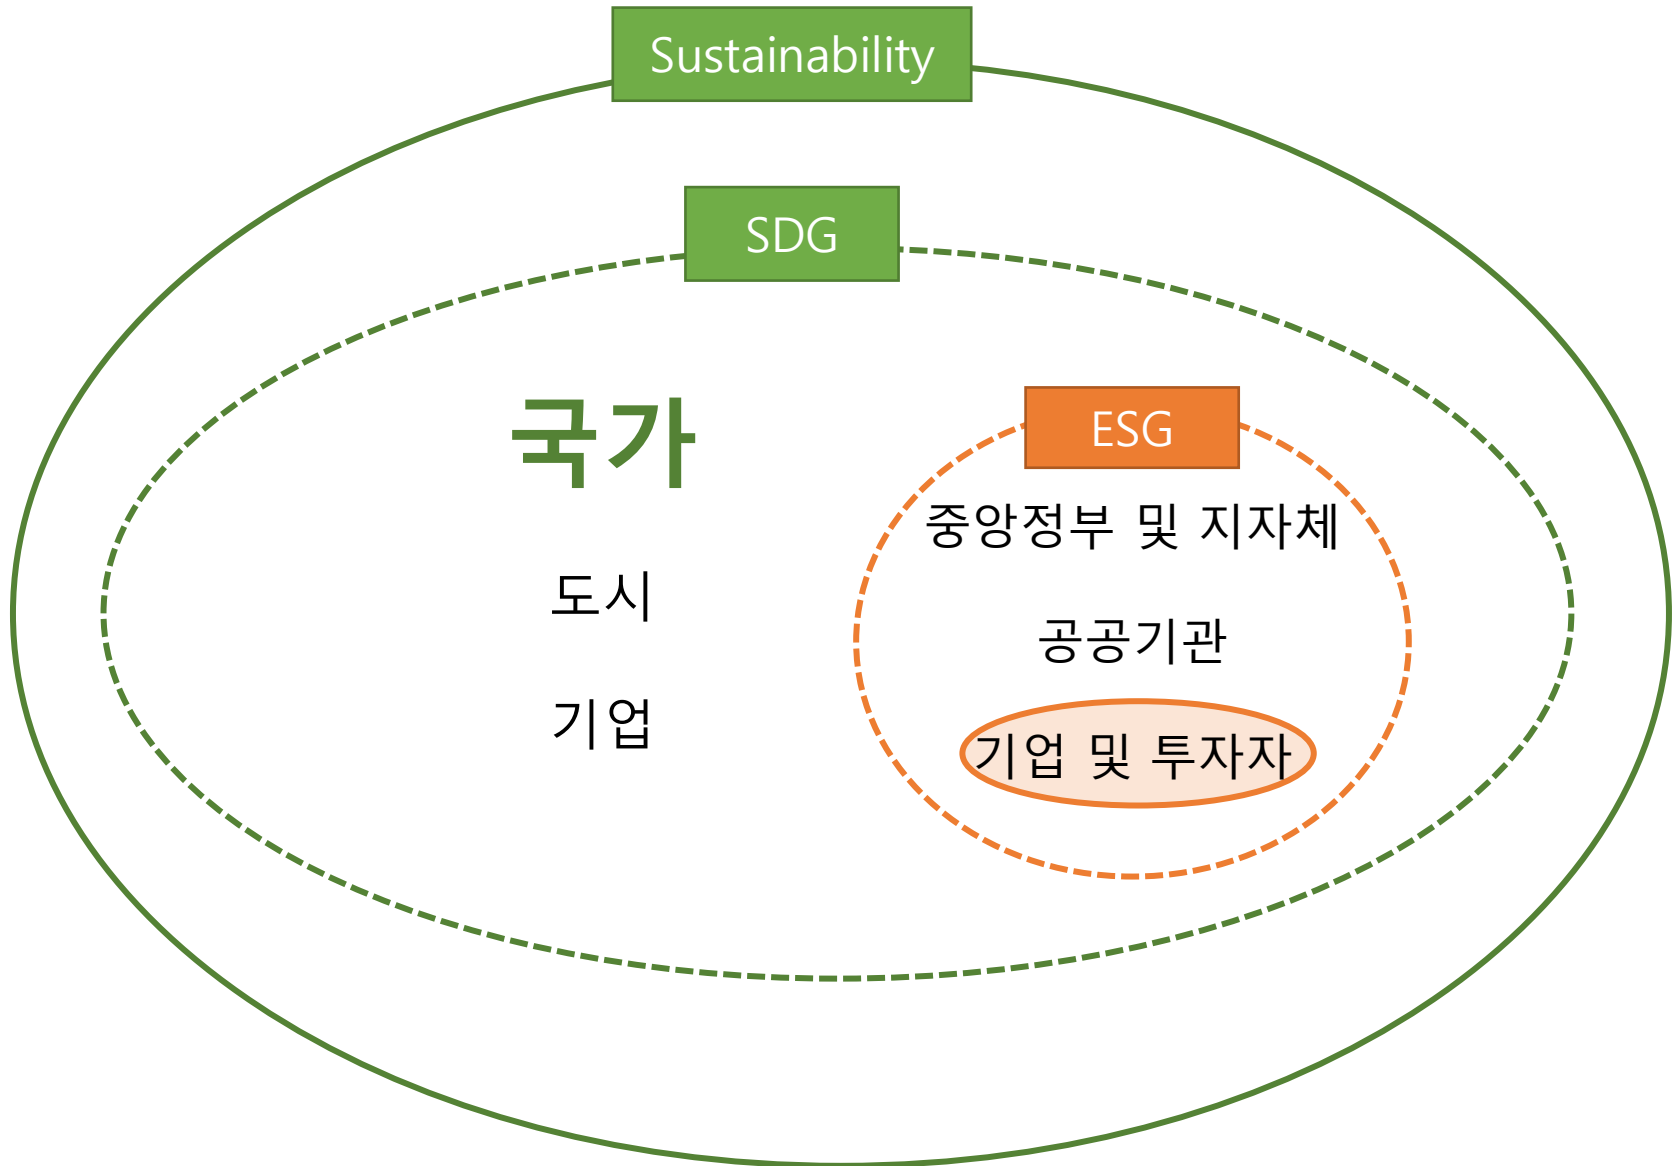 Sustainability
SDG
국가
도시
기업
ESG
중앙정부 및 지자체
공공기관
기업 및 투자자